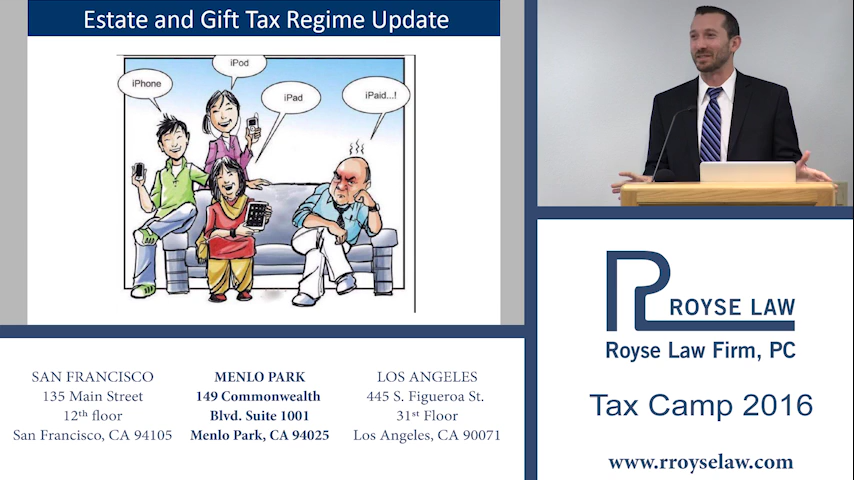 Estate and Gift Tax Regime Update
iPhone
iPod
iPad
iPaid...!
SAN FRANCISCO
135 Main Street
12th floor
San Francisco, CA 94105
MENLO PARK
149 Commonwealth
Blvd. Suite 1001
Menlo Park, CA 94025
LOS ANGELES
445 S. Figueroa St.
31st Floor
Los Angeles, CA 90071
ROYSE LAW
Royse Law Firm, PC
Tax Camp 2016
www.rroyselaw.com